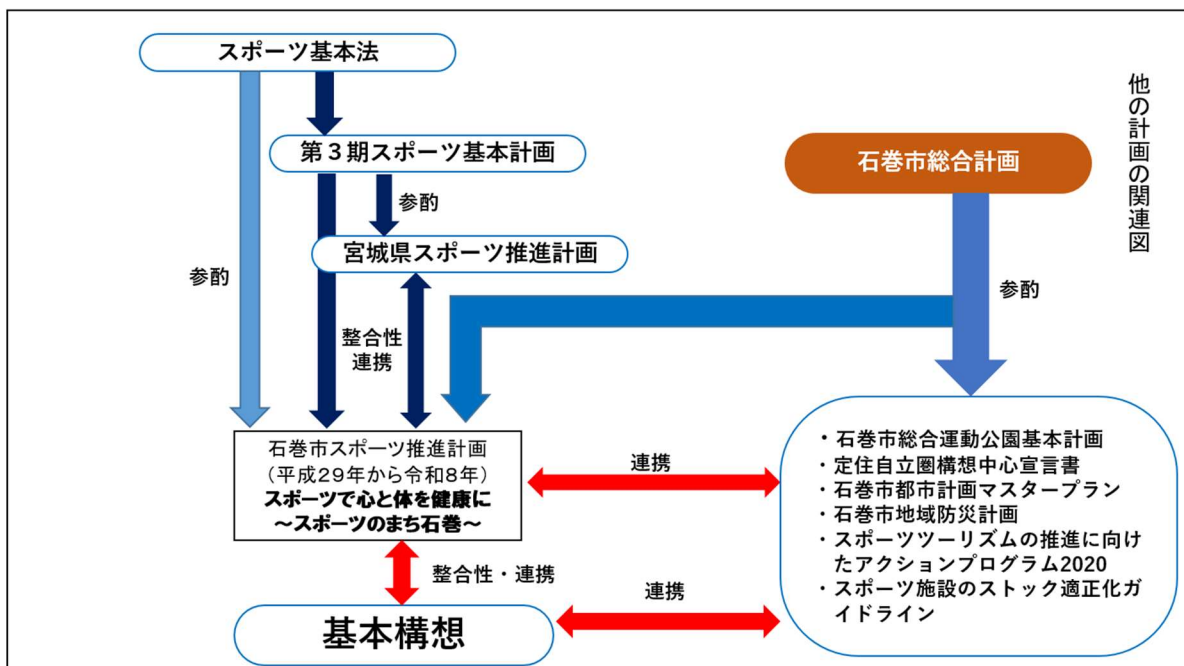 スポーツ基本法
他の計画の関連図
第３期スポーツ基本計画
石巻市総合計画
参酌
宮城県スポーツ推進計画
参酌
参酌
整合性
連携
石巻市スポーツ推進計画
（平成29年から令和8年）
スポーツで心と体を健康に
～スポーツのまち石巻～
連携
・石巻市総合運動公園基本計画
・定住自立圏構想中心宣言書
・石巻市都市計画マスタープラン
・石巻市地域防災計画
・スポーツツーリズムの推進に向け
たアクションプログラム2020
・スポーツ施設のストック適正化ガ
イドライン
整合性・連携
連携
基本構想